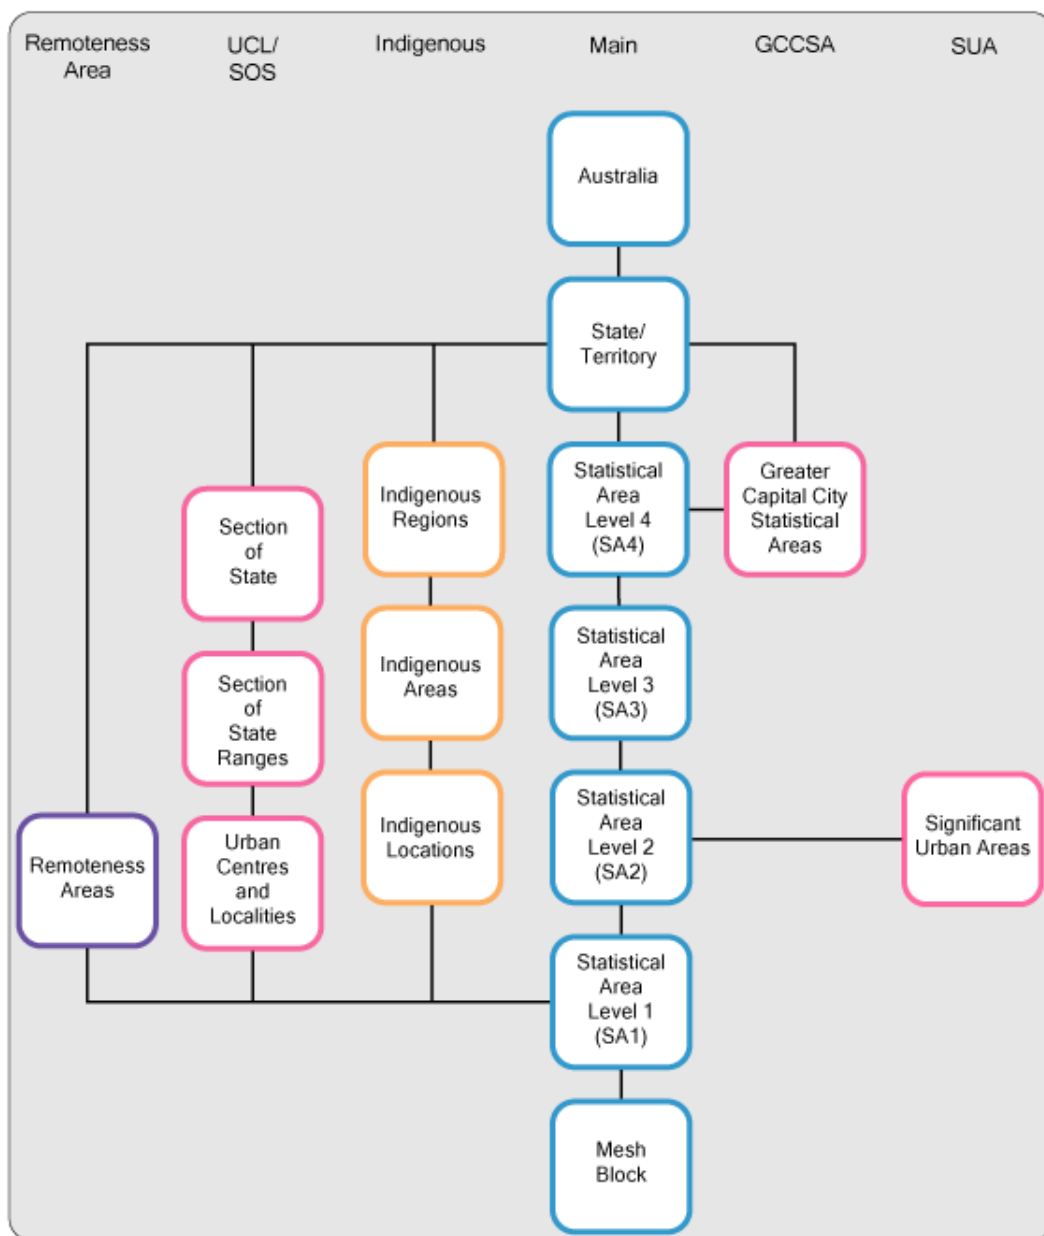 Remoteness
Area
UCL/
SOS
Indigenous
Main
GCCSA
SUA
Australia
State/
Territory
Section
of
State
Indigenous
Regions
Statistical
Area
Level 4
(SA4)
Greater
Capital City
Statistical
Areas
Section
of
State
Ranges
Indigenous
Areas
Statistical
Area
Level 3
(SA3)
Remoteness
Areas
Urban
Centres
and
Localities
Indigenous
Locations
Statistical
Area
Level 2
(SA2)
Significant
Urban Areas
Statistical
Area
Level 1
(SA1)
Mesh
Block